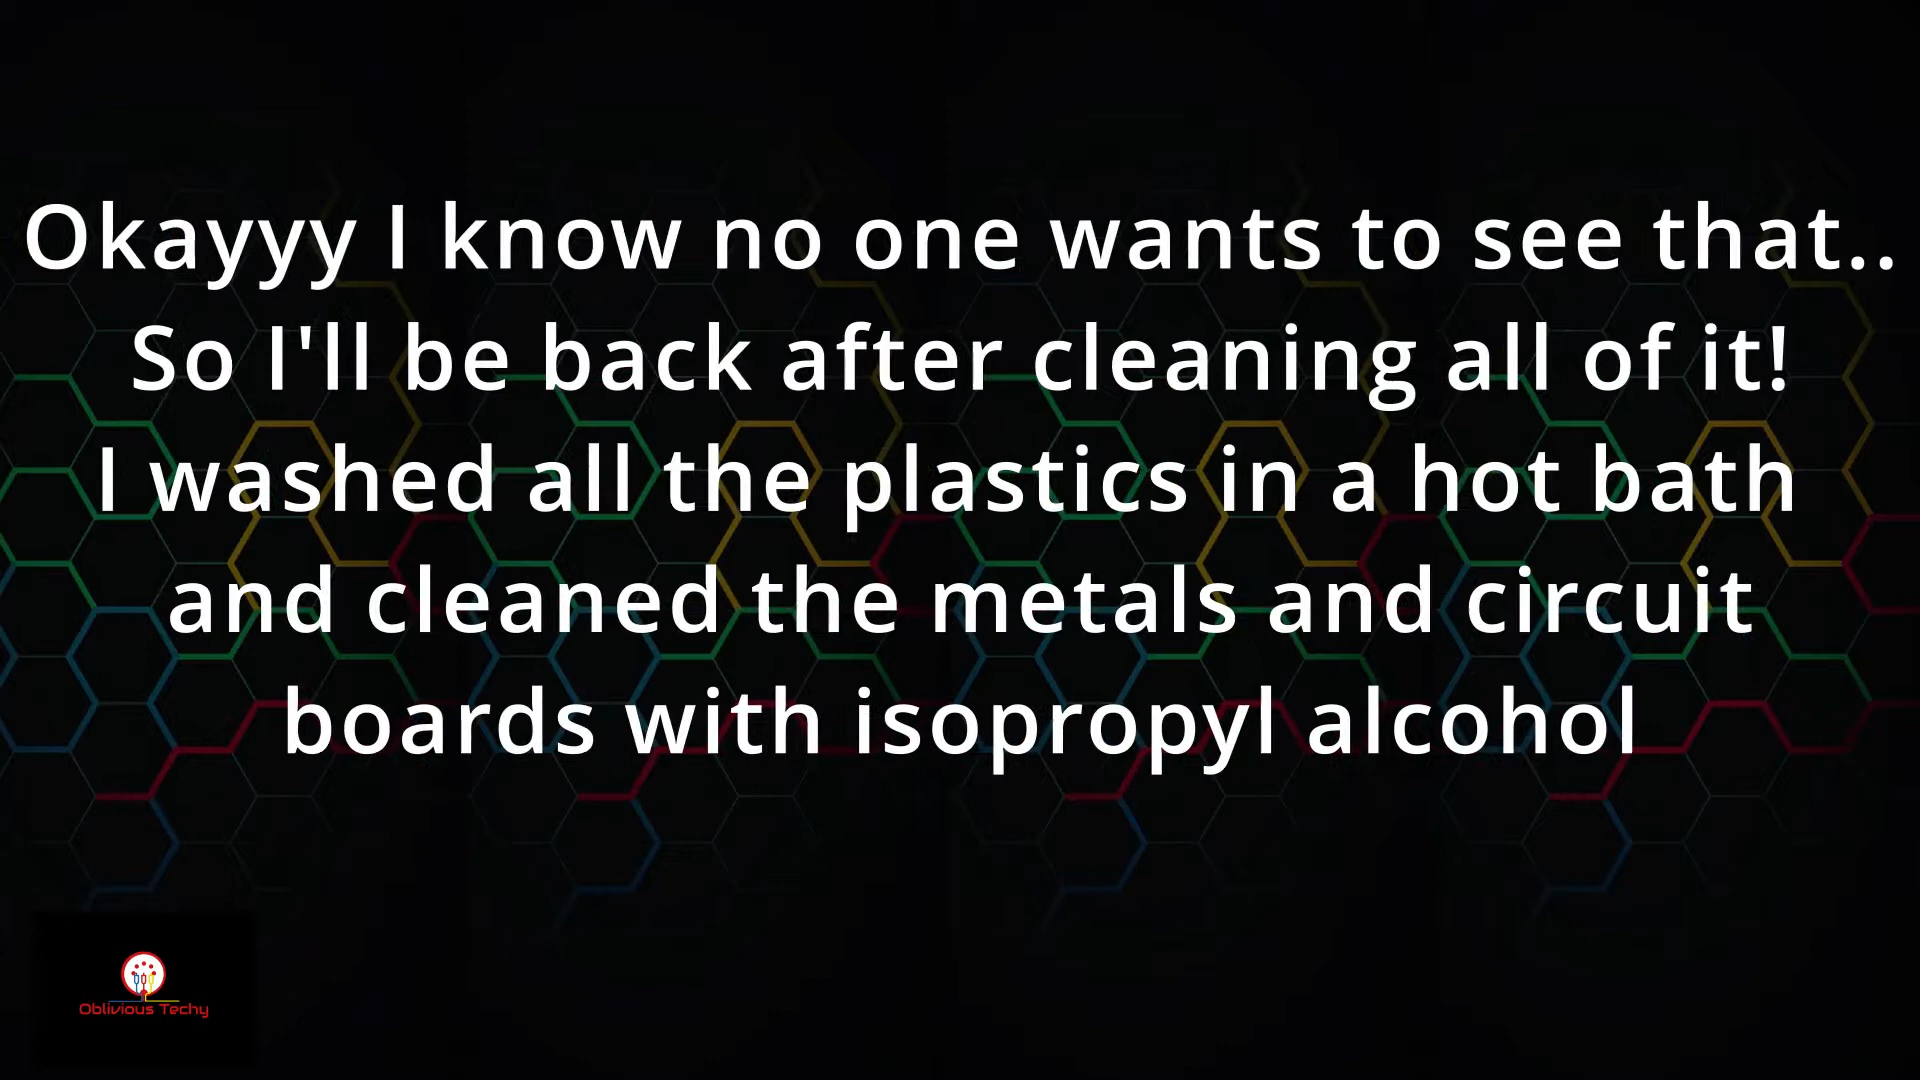 Okayyy I know no one wants to see that..
So I'll be back after cleaning all of it!
I washed all the plastics in a hot bath
and cleaned the metals and circuit
boards with isopropyl alcohol
Oblivious Techy